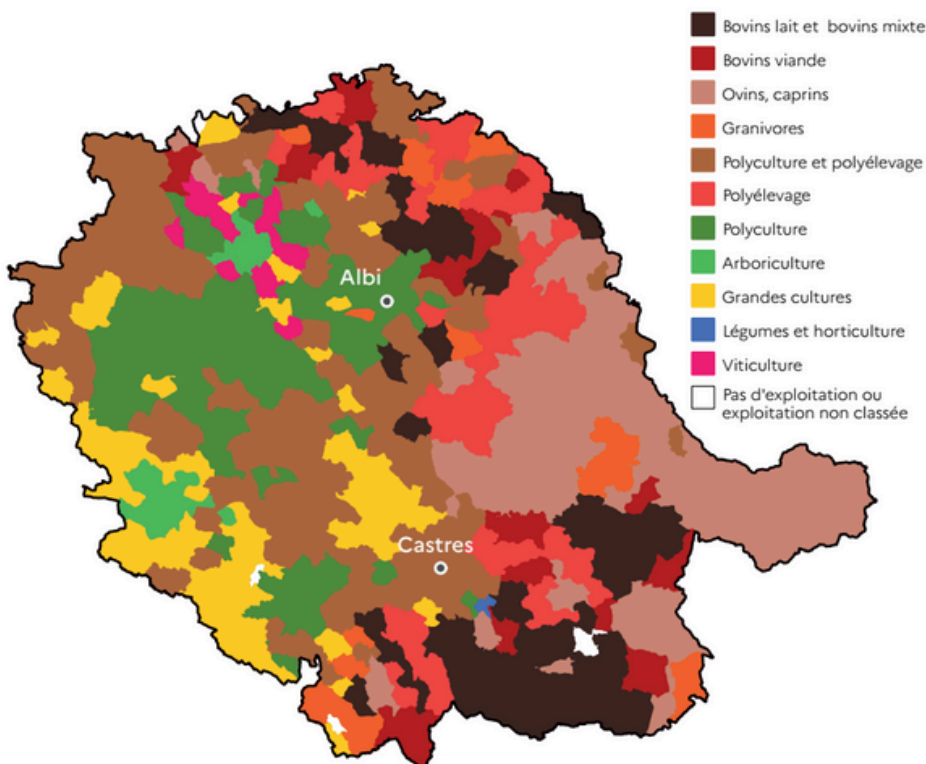 Bovins lait et bovins mixte
Bovins viande
Ovins, caprins
Granivores
Polyculture et polyélevage
Polyélevage
Polyculture
Arboriculture
Grandes cultures
Légumes et horticulture
Viticulture
Pas d'exploitation ou
exploitation non classée
Albi
Castres